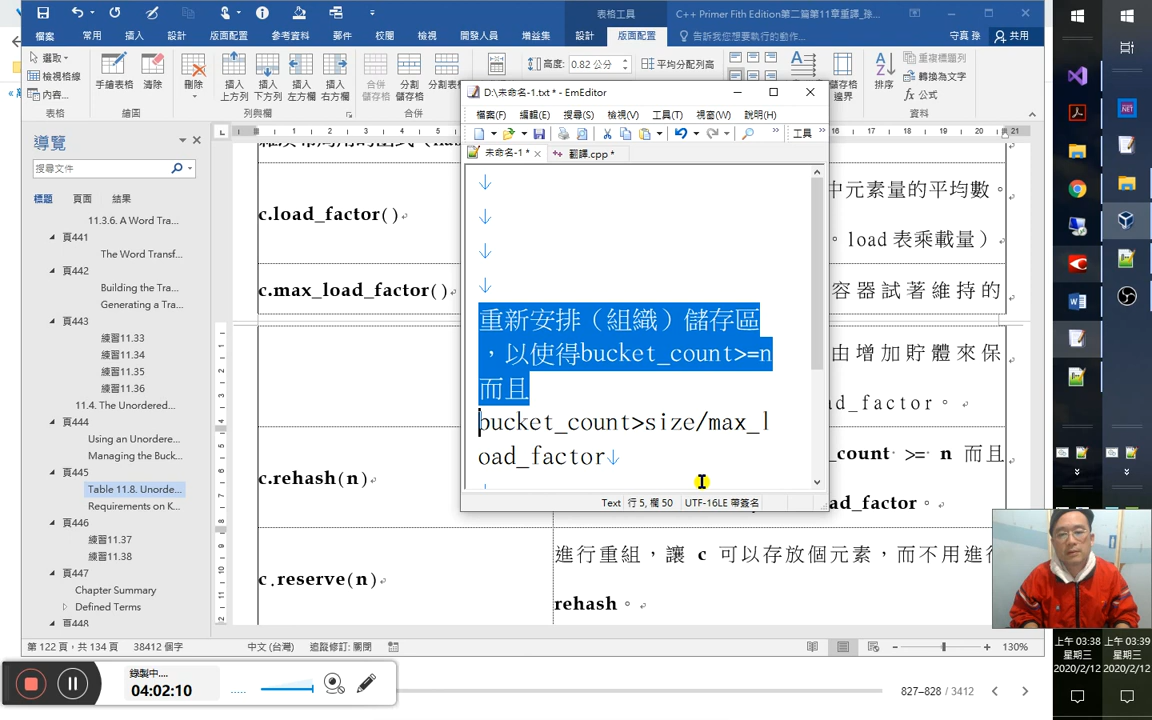 表格工具
C++ Primer Fith Edition第二篇第11章重譯_孫...
檔案
常用
插入
設計
版面配置
參考資料
郵件
校閱
檢視
開發人員
增益集
設計
版面配置
告訴我您想要執行的動作...
守真 孫
共用
選取
檢視格線
內容...
表格
手繪表格
清除
繪圖
刪除
插入上方列
插入下方列
插入左方欄
插入右方欄
列與欄
合併儲存格
分割儲存格
分割表
合併
高度:
0.82 公分
平均分配列高
儲存格邊界
排序
重複標題列
轉換為文字
公式
資料
D:\未命名-1.txt * - EmEditor
檔案(F)
編輯(E)
搜尋(S)
檢視(V)
工具(T)
視窗(W)
說明(H)
工具
未命名-1 *
翻譯.cpp *
重新安排（組織）儲存區
，以使得bucket_count>=n
而且
bucket_count>size/max_l
oad_factor↓
Text
行 5, 欄 50
UTF-16LE 帶簽名
導覽
搜尋文件
標題
頁面
結果
11.3.6. A Word Tra...
頁441
The Word Transf...
頁442
Building the Tra...
Generating a Tra...
頁443
練習11.33
練習11.34
練習11.35
練習11.36
11.4. The Unordered...
頁444
Using an Unordere...
Managing the Buck...
頁445
Table 11.8. Unorde...
Requirements on K...
頁446
練習11.37
練習11.38
頁447
Chapter Summary
Defined Terms
頁448
c.load_factor()
中元素量的平均數。
。load 表乘載量）
c.max_load_factor()
容器試著維持的
由增加貯體來保
ad_factor。
c.rehash(n)
_count >= n 而且
ad_factor。
c.reserve(n)
進行重組，讓 c 可以存放個元素，而不用進行
rehash。
第 122 頁，共 134 頁
38412 個字
中文 (台灣)
追蹤修訂: 關閉
130%
錄製中....
04:02:10
827–828 / 3412
上午 03:38
星期三
2020/2/12
上午 03:39
星期三
2020/2/12